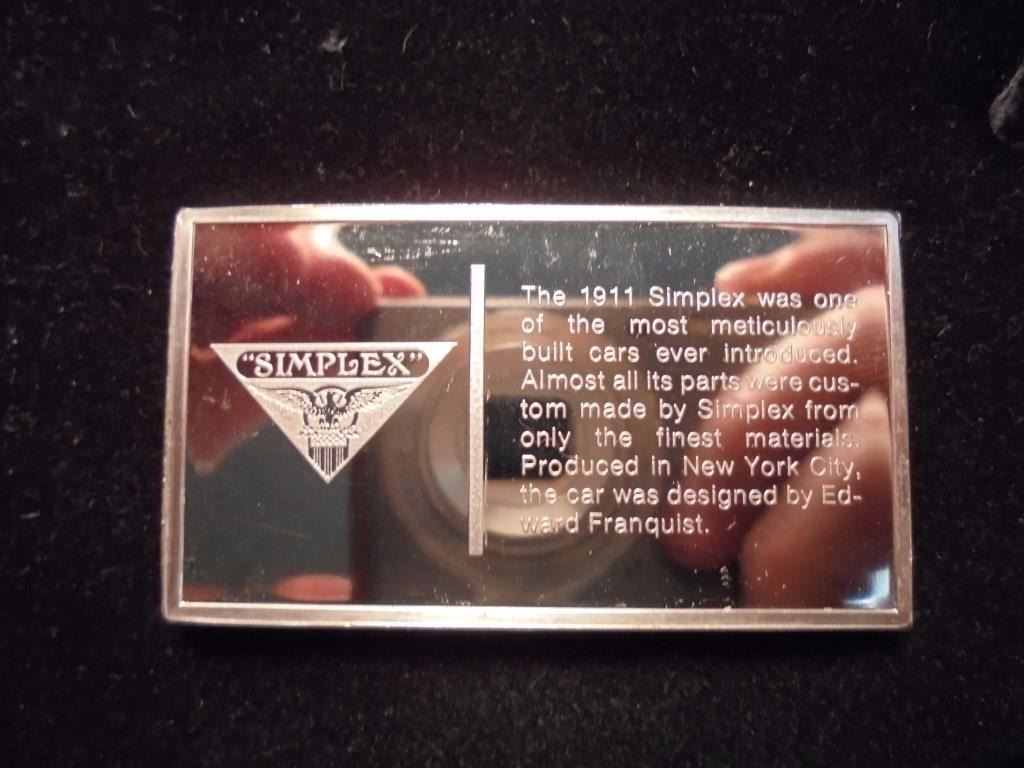 "SIMPLEX"
The 1911 Simplex was one
of the most meticulously
built cars ever introduced.
Almost all its parts were cus-
tom made by Simplex from
only the finest materials.
Produced in New York City,
the car was designed by Ed-
ward Franquist.